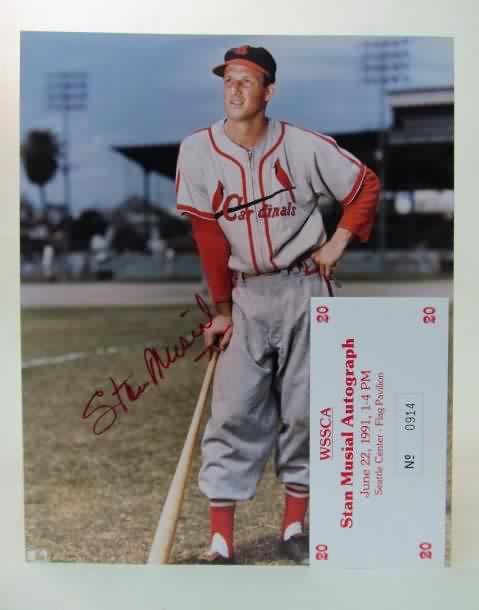 Cardinals
Stan Musial
20 20
WSSCA
Stan Musial Autograph
June 22, 1991, 1-4 PM
Seattle Center - Flag Pavilion
Nº 0914
20 20